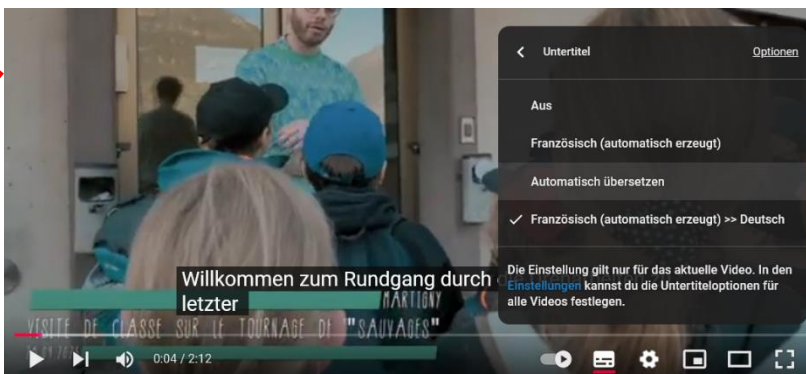 Untertitel
Optionen
Aus
Französisch (automatisch erzeugt)
Automatisch übersetzen
Französisch (automatisch erzeugt) >> Deutsch
Die Einstellung gilt nur für das aktuelle Video. In den
Einstellungen kannst du die Untertiteloptionen für
alle Videos festlegen.
Willkommen zum Rundgang durch
letzter
MARTIGNY
VISITE DE CLASSE SUR LE TOURNAGE DE "SAUVAGES"
0:04 / 2:12